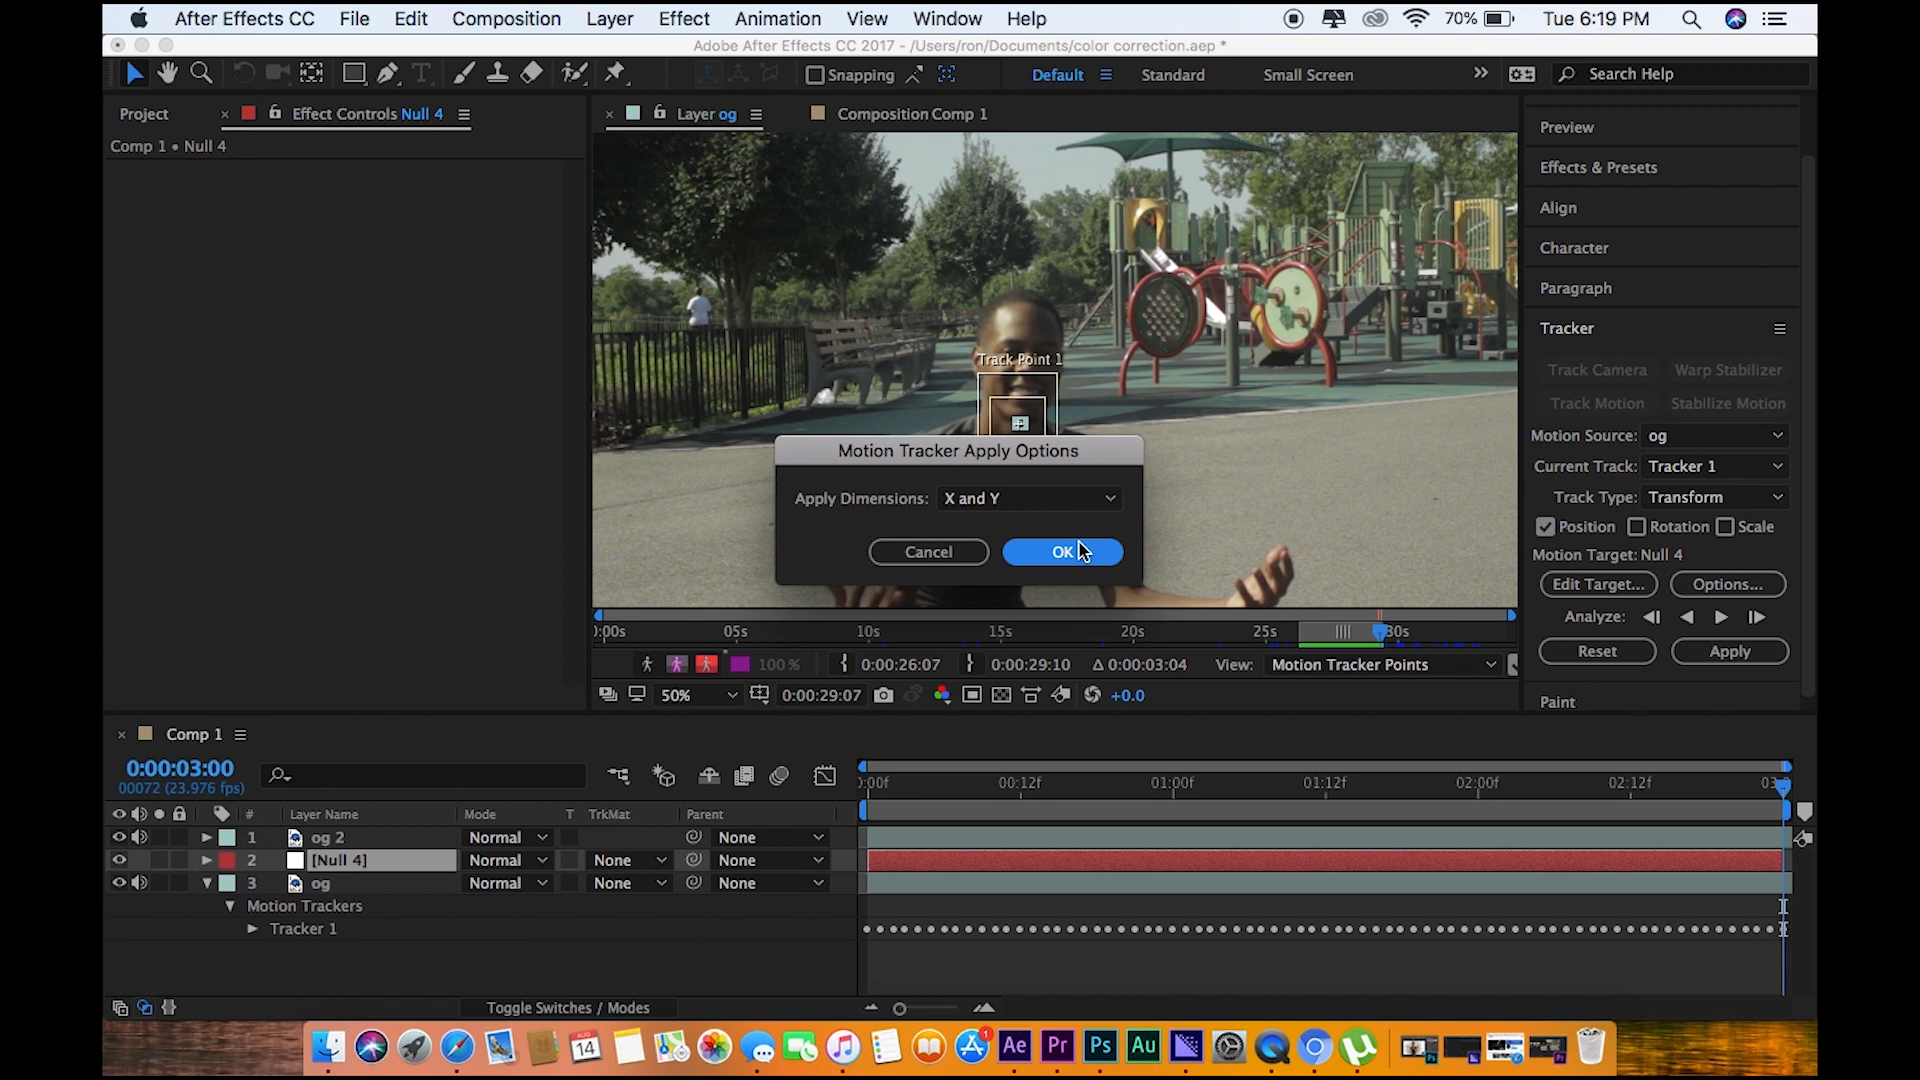 After Effects CC File Edit Composition Layer Effect Animation View Window Help 70% Tue 6:19 PM
Adobe After Effects CC 2017 - /Users/ron/Documents/color correction.aep *
Snapping Default Standard Small Screen Search Help
Project Effect Controls Null 4 Layer og Composition Comp 1
Comp 1 • Null 4
Preview
Effects & Presets
Align
Character
Paragraph
Tracker
Track Camera Warp Stabilizer
Track Motion Stabilize Motion
Motion Source: og
Current Track: Tracker 1
Track Type: Transform
Position Rotation Scale
Motion Target: Null 4
Edit Target... Options...
Analyze:
Reset Apply
Paint
Track Point 1
Motion Tracker Apply Options
Apply Dimensions: X and Y
Cancel OK
):00s 05s 10s 15s 20s 25s 30s
100 % 0:00:26:07 0:00:29:10 Δ 0:00:03:04 View: Motion Tracker Points
50% 0:00:29:07 +0.0
Comp 1
0:00:03:00
00072 (23.976 fps)
):00f 00:12f 01:00f 01:12f 02:00f 02:12f 03:
# Layer Name Mode T TrkMat Parent
1 og 2 Normal None
2 [Null 4] Normal None None
3 og Normal None None
Motion Trackers
Tracker 1
Toggle Switches / Modes
AUG
14
1
Ae Pr Ps Au